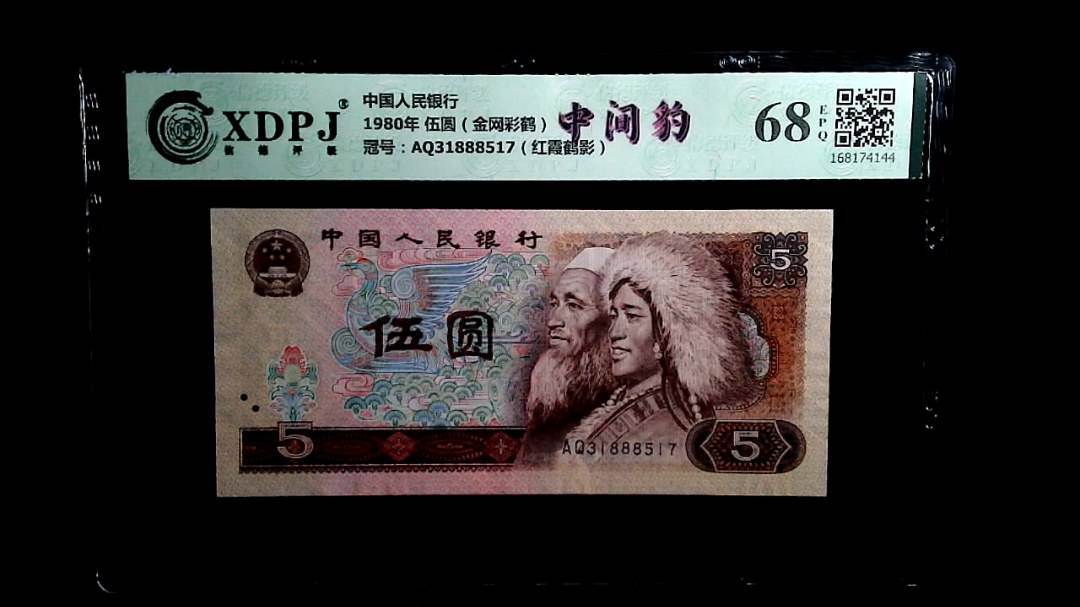 XDPJ®
中国人民银行
1980年 伍圆（金网彩鹤）
冠号：AQ31888517（红霞鹤影）
中间豹
68
EPQ
168174144
中国人民银行
5
伍圆
5
AQ31888517
5